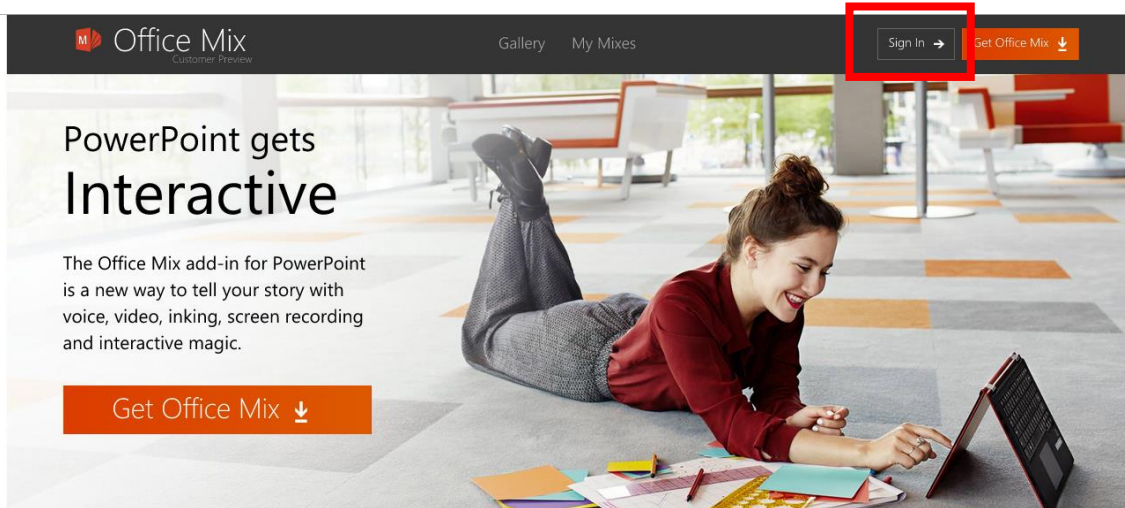 Office Mix
Customer Preview
Gallery My Mixes
Sign In
Get Office Mix
PowerPoint gets
Interactive
The Office Mix add-in for PowerPoint
is a new way to tell your story with
voice, video, inking, screen recording
and interactive magic.
Get Office Mix